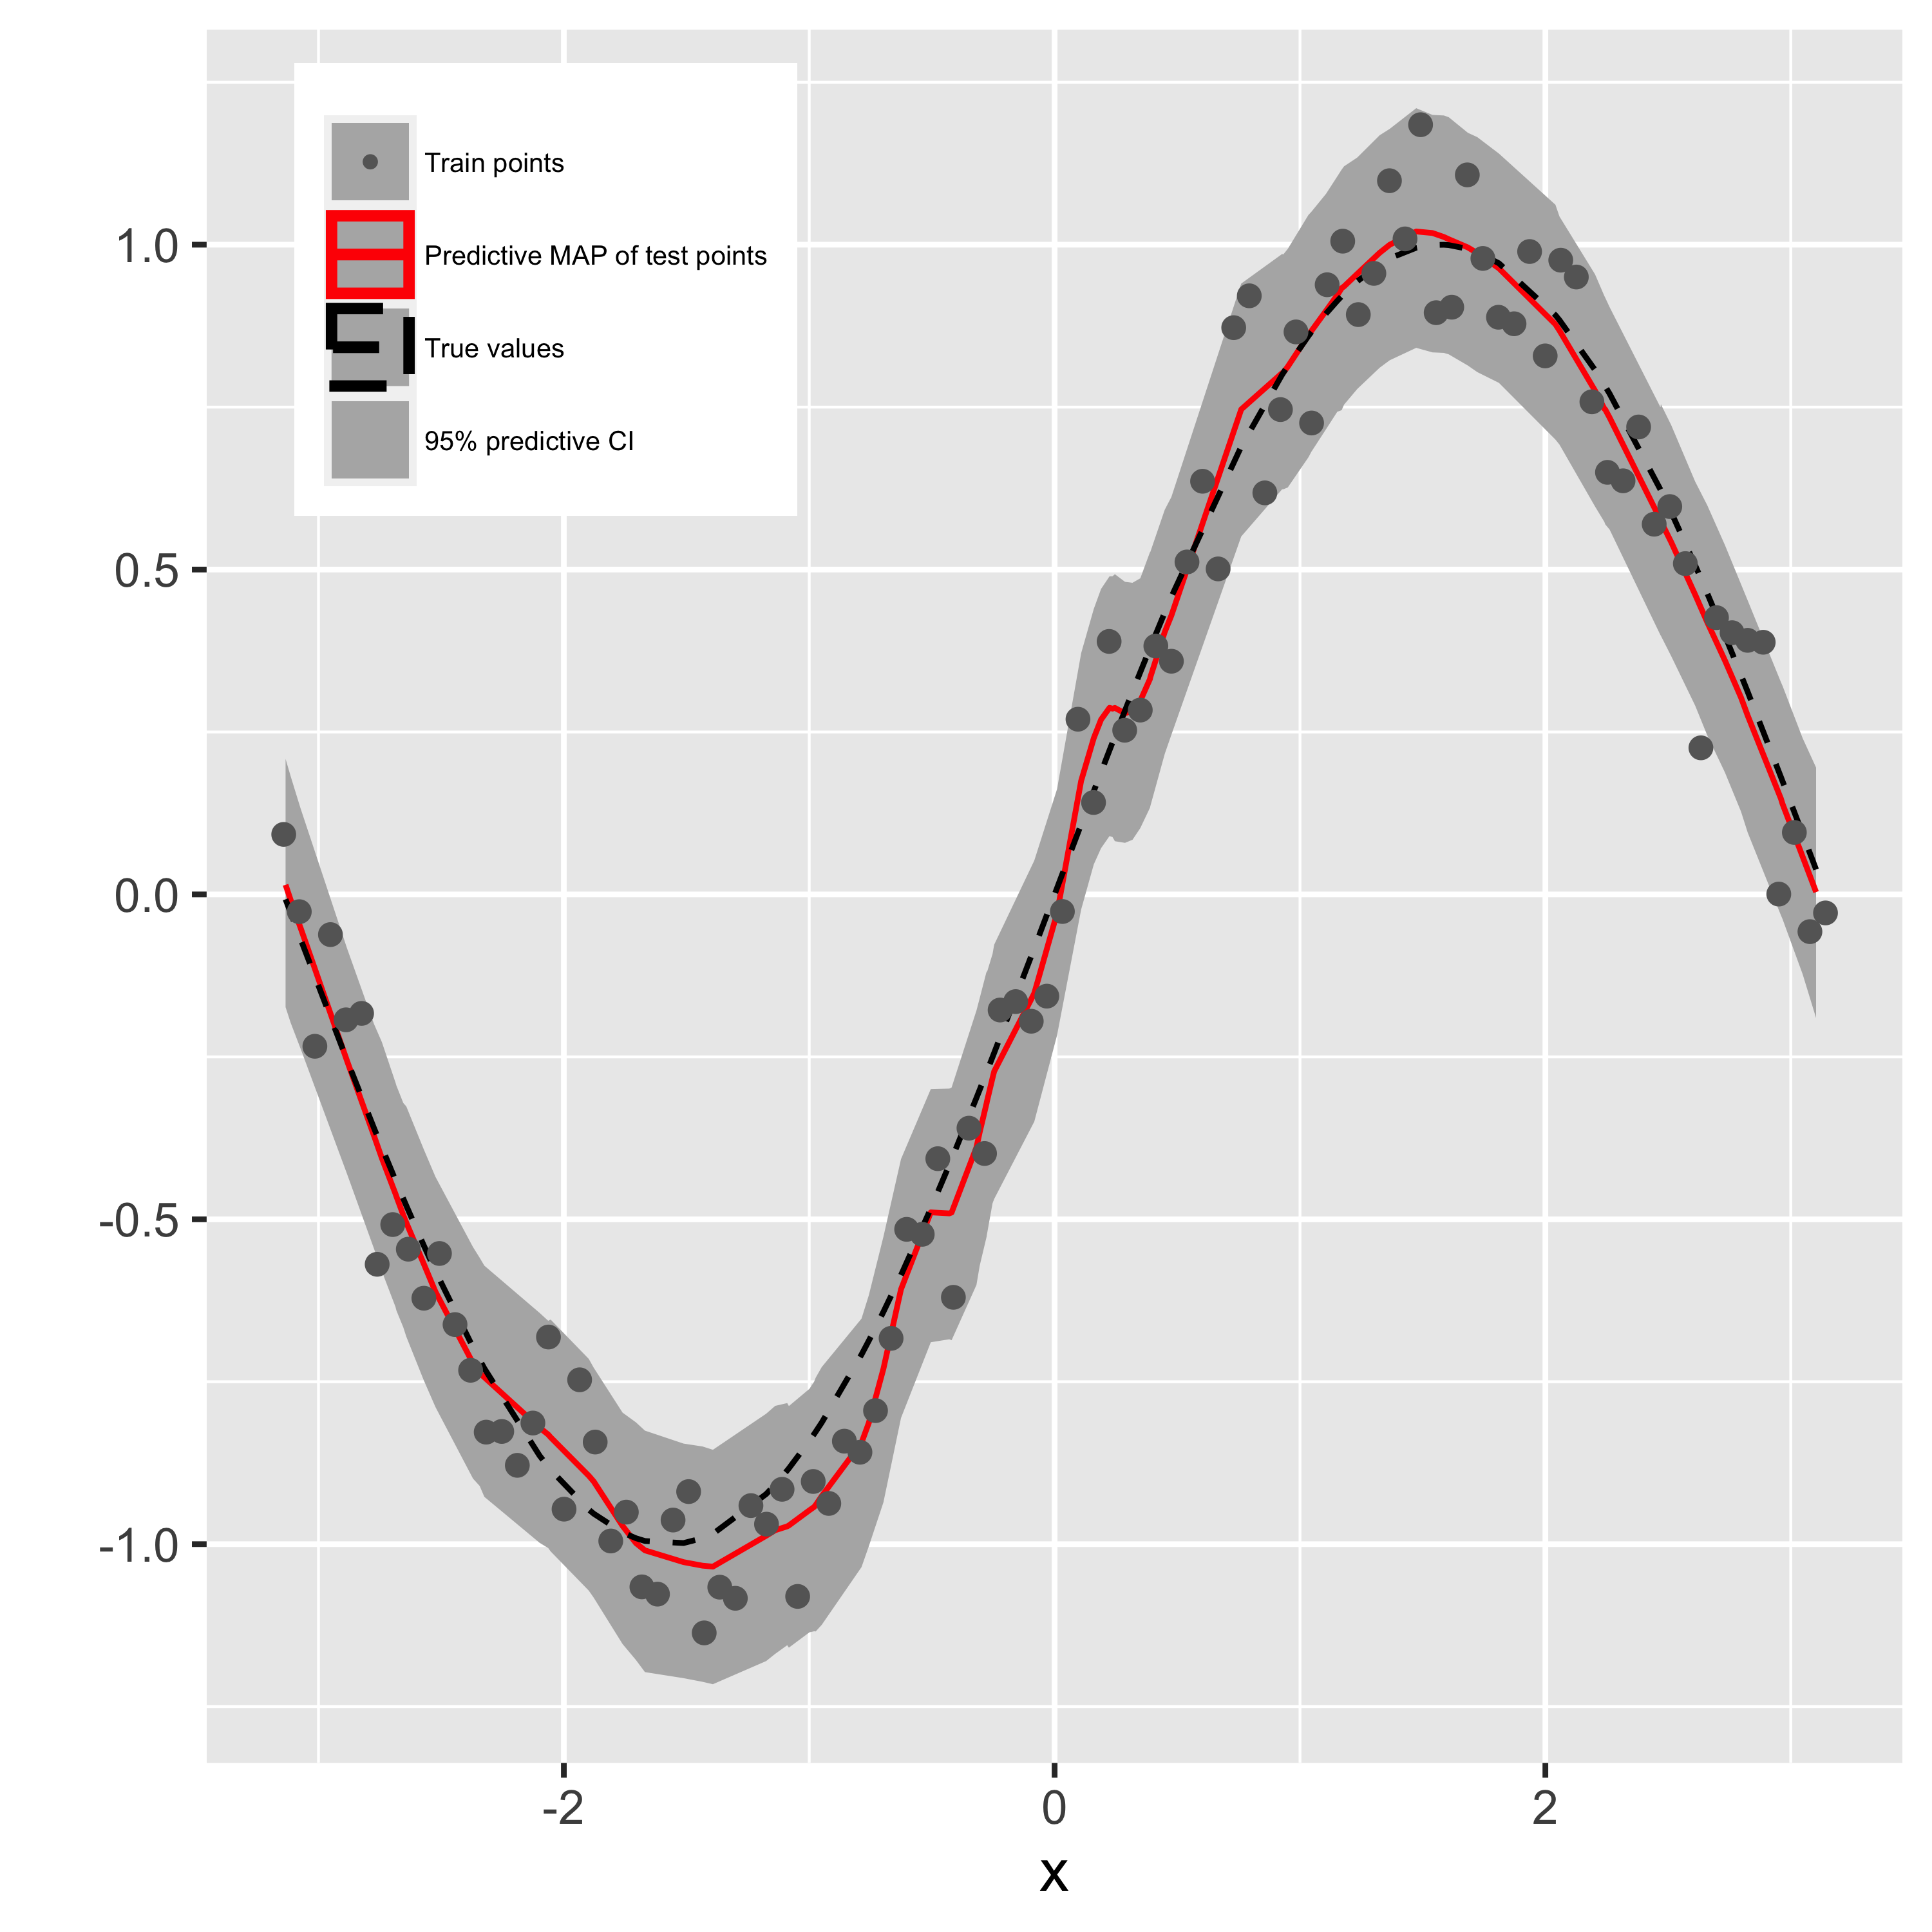 Train points
Predictive MAP of test points
True values
95% predictive CI
1.0
0.5
0.0
-0.5
-1.0
-2 0 2
x